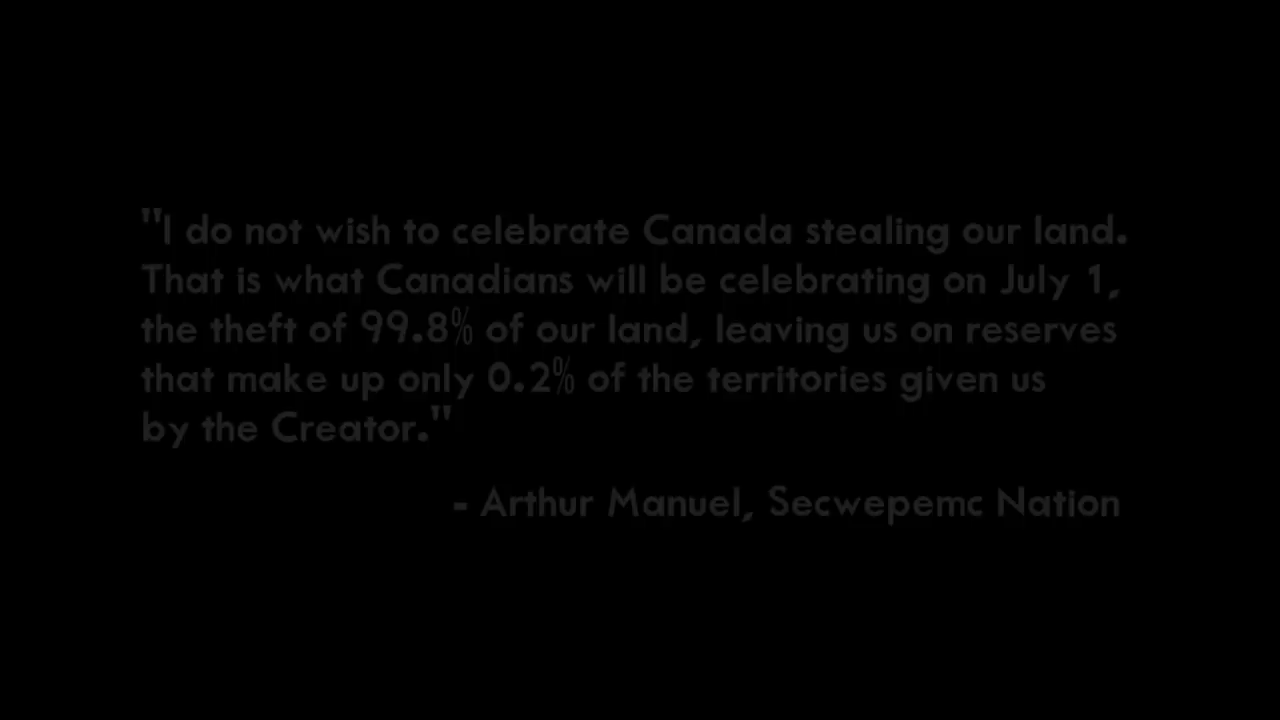 "I do not wish to celebrate Canada stealing our land.
That is what Canadians will be celebrating on July 1,
the theft of 99.8% of our land, leaving us on reserves
that make up only 0.2% of the territories given us
by the Creator."
- Arthur Manuel, Secwepemc Nation